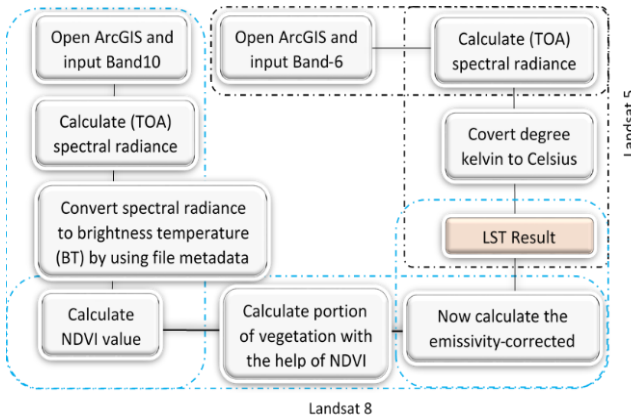 Open ArcGIS and
input Band10
Calculate (TOA)
spectral radiance
Convert spectral radiance
to brightness temperature
(BT) by using file metadata
Calculate
NDVI value
Calculate portion
of vegetation with
the help of NDVI
Now calculate the
emissivity-corrected
Open ArcGIS and
input Band-6
Calculate (TOA)
spectral radiance
Covert degree
kelvin to Celsius
LST Result
Landsat 5
Landsat 8